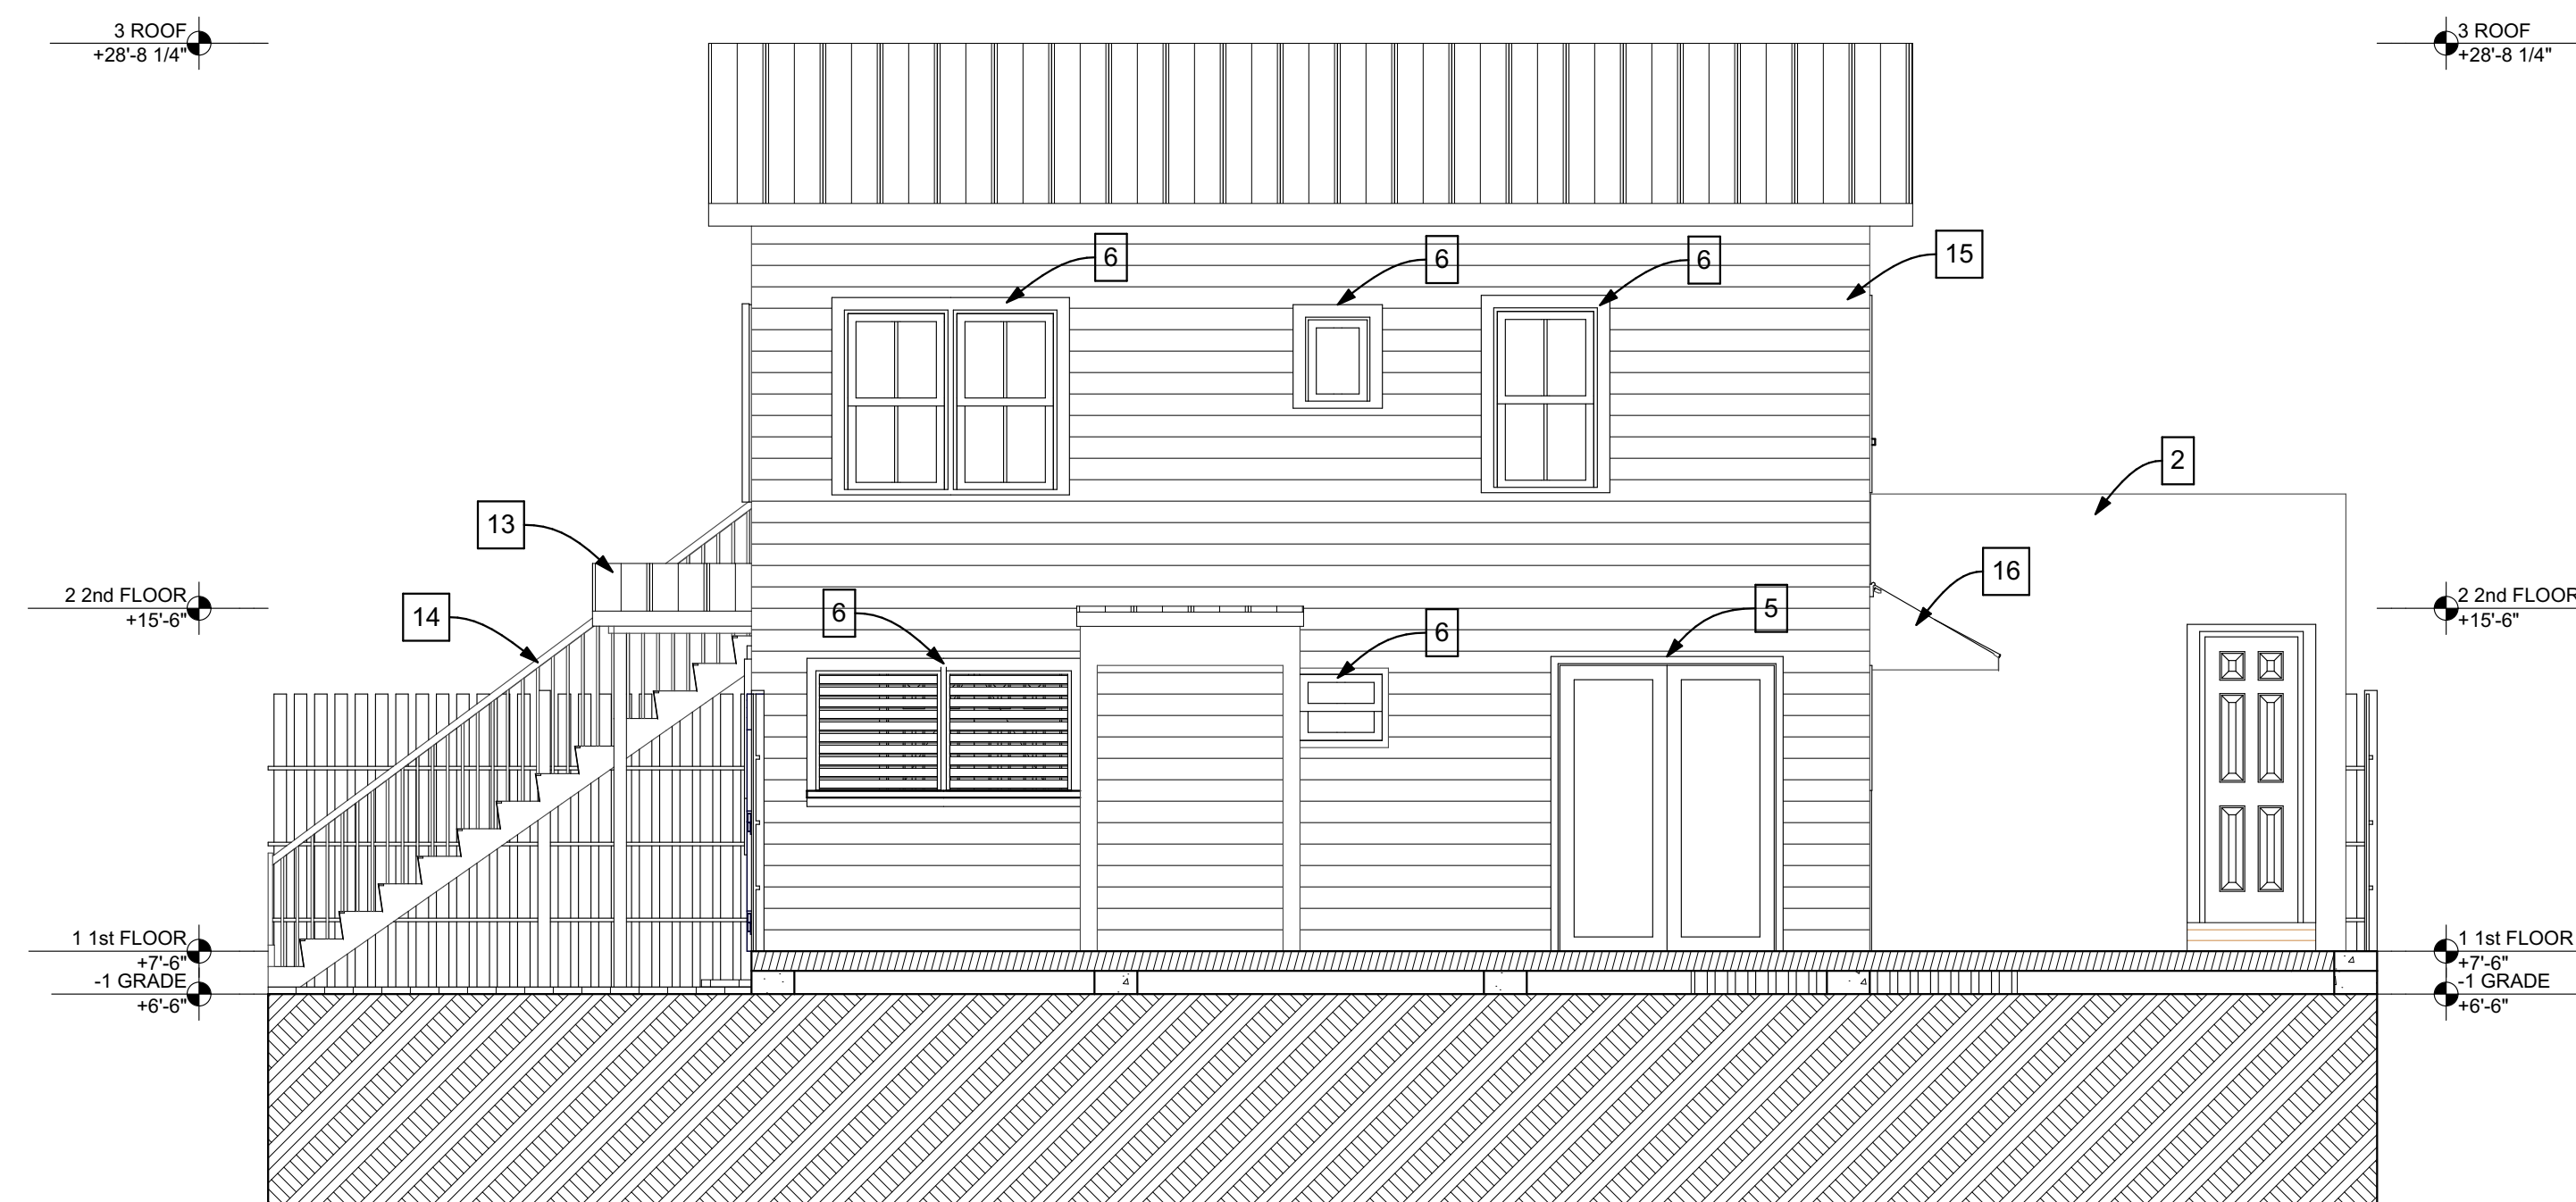 3 ROOF
+28'-8 1/4"
3 ROOF
+28'-8 1/4"
6
6
6
15
2
13
16
14
2 2nd FLOOR
+15'-6"
6
6
5
2 2nd FLOOR
+15'-6"
1 1st FLOOR
+7'-6"
-1 GRADE
+6'-6"
1 1st FLOOR
+7'-6"
-1 GRADE
+6'-6"